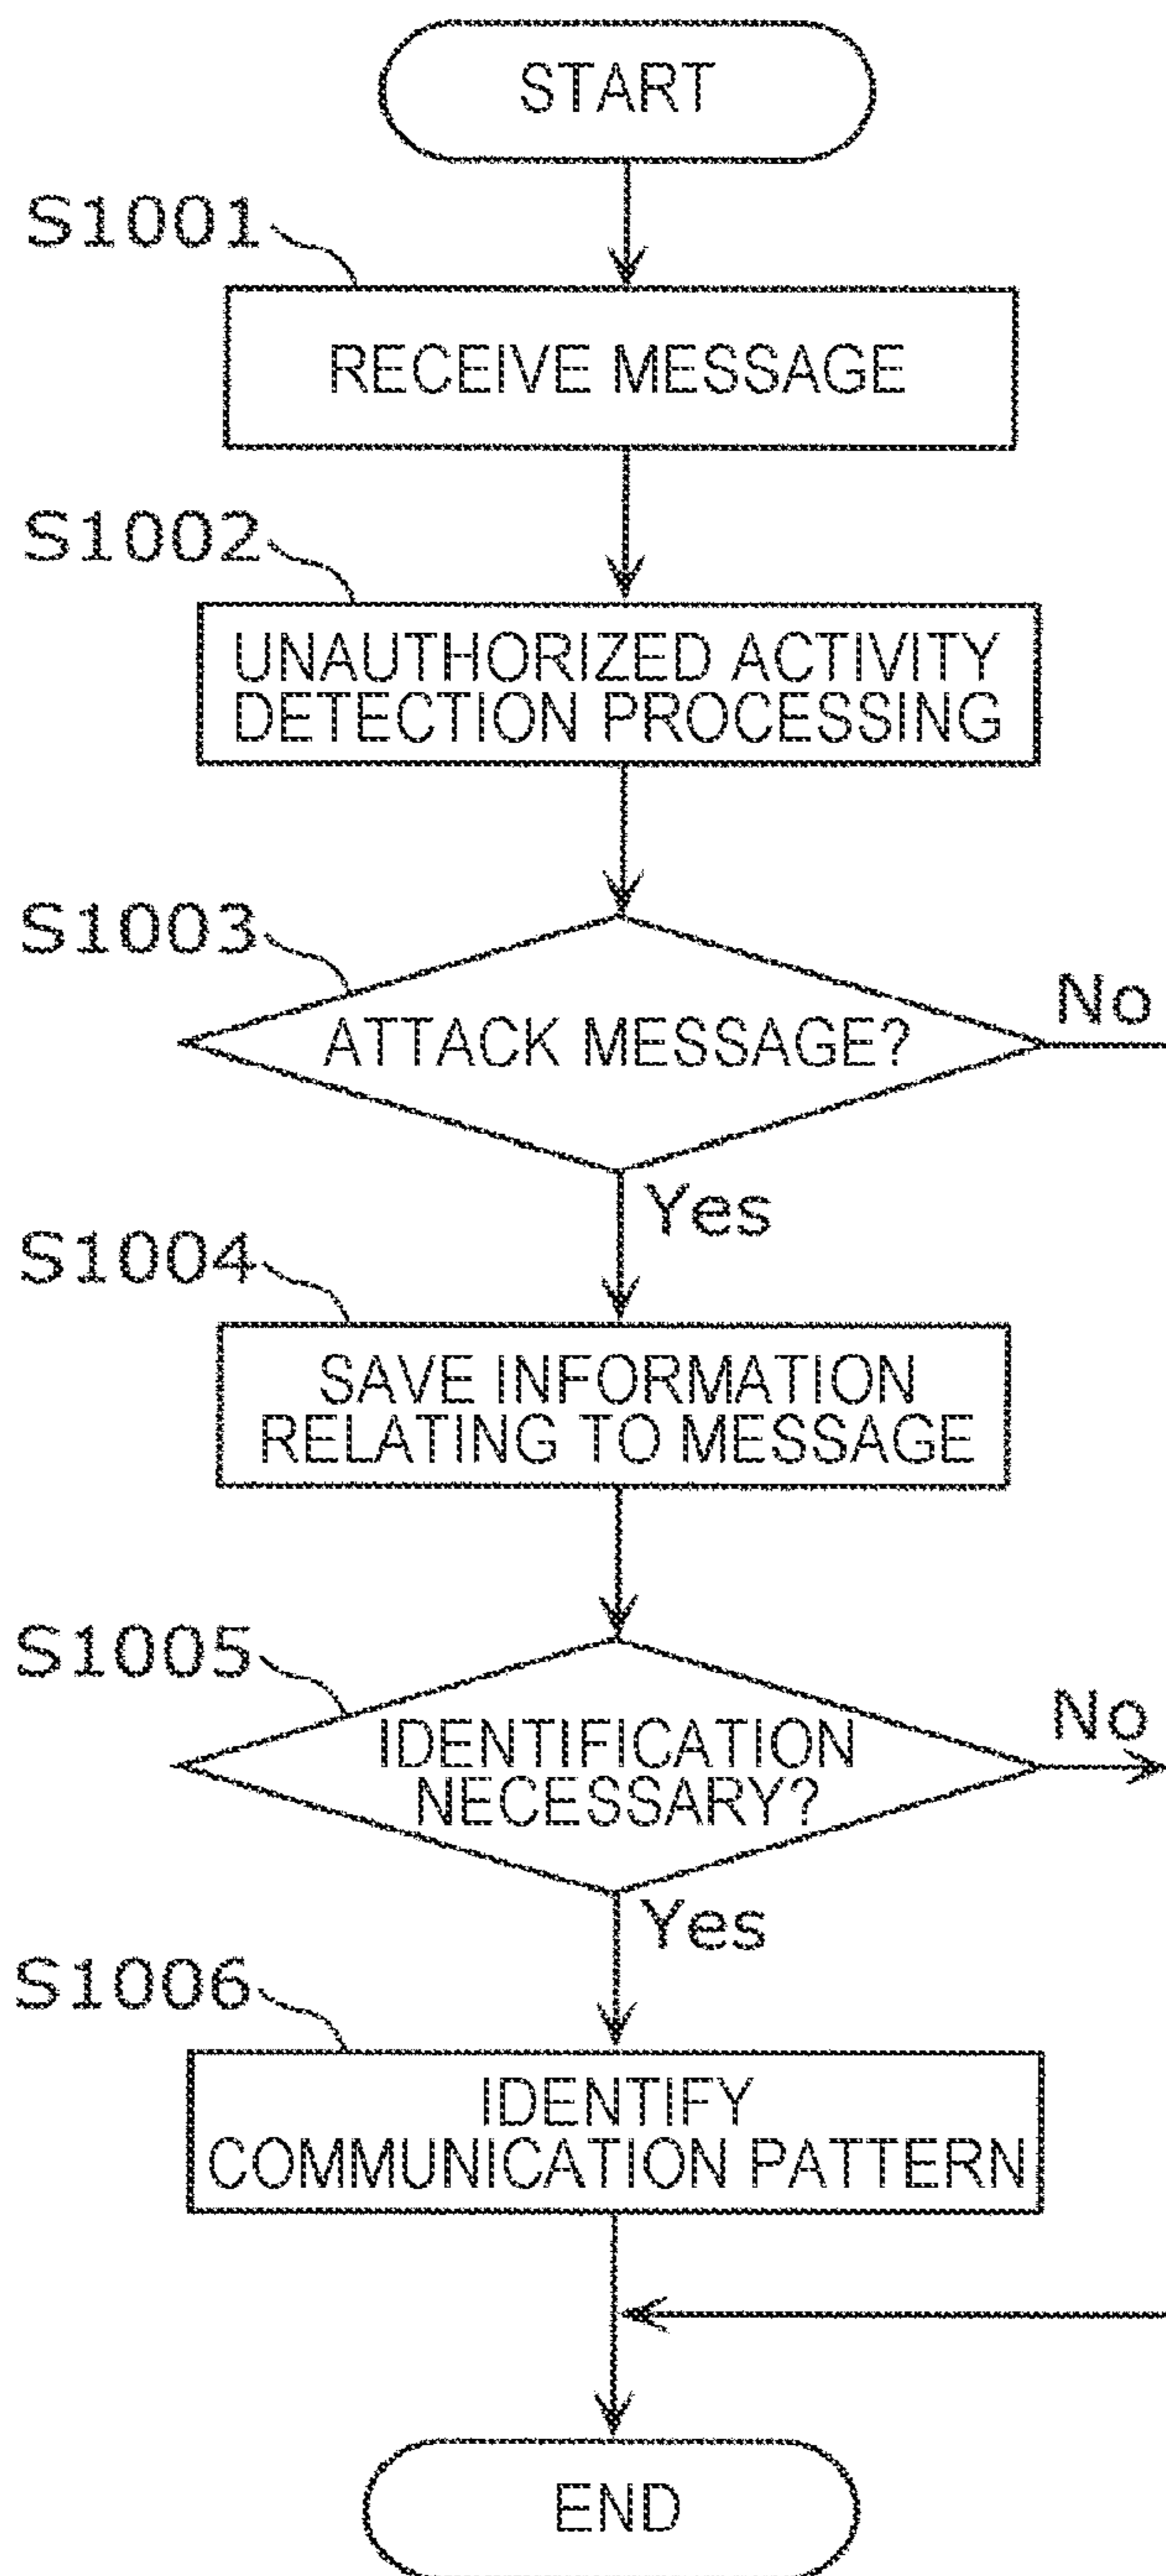 START
S1001
RECEIVE MESSAGE
S1002
UNAUTHORIZED ACTIVITY
DETECTION PROCESSING
S1003
ATTACK MESSAGE?
No
Yes
S1004
SAVE INFORMATION
RELATING TO MESSAGE
S1005
IDENTIFICATION
NECESSARY?
No
Yes
S1006
IDENTIFY
COMMUNICATION PATTERN
END